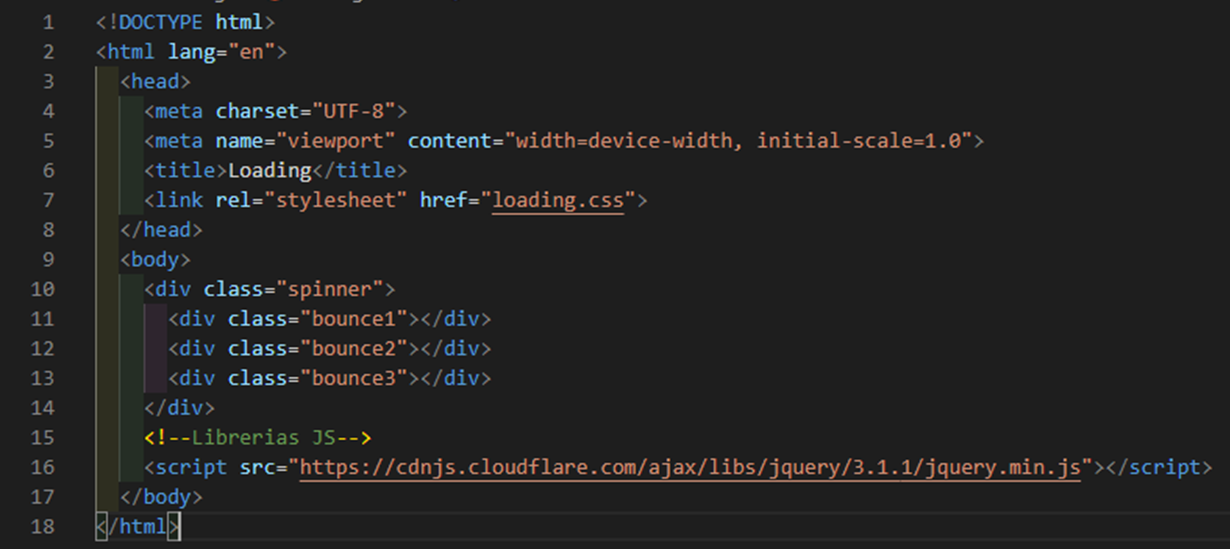 1 <!DOCTYPE html>
2 <html lang="en">
3 <head>
4 <meta charset="UTF-8">
5 <meta name="viewport" content="width=device-width, initial-scale=1.0">
6 <title>Loading</title>
7 <link rel="stylesheet" href="loading.css">
8 </head>
9 <body>
10 <div class="spinner">
11 <div class="bounce1"></div>
12 <div class="bounce2"></div>
13 <div class="bounce3"></div>
14 </div>
15 <!--Librerias JS-->
16 <script src="https://cdnjs.cloudflare.com/ajax/libs/jquery/3.1.1/jquery.min.js"></script>
17 </body>
18 </html>